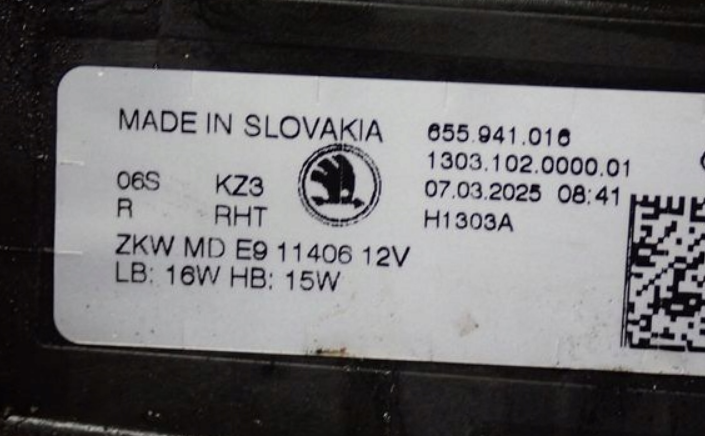 MADE IN SLOVAKIA
655.941.016
1303.102.0000.01
06S KZ3
07.03.2025 08:41
R RHT
H1303A
ZKW MD E9 11406 12V
LB: 16W HB: 15W